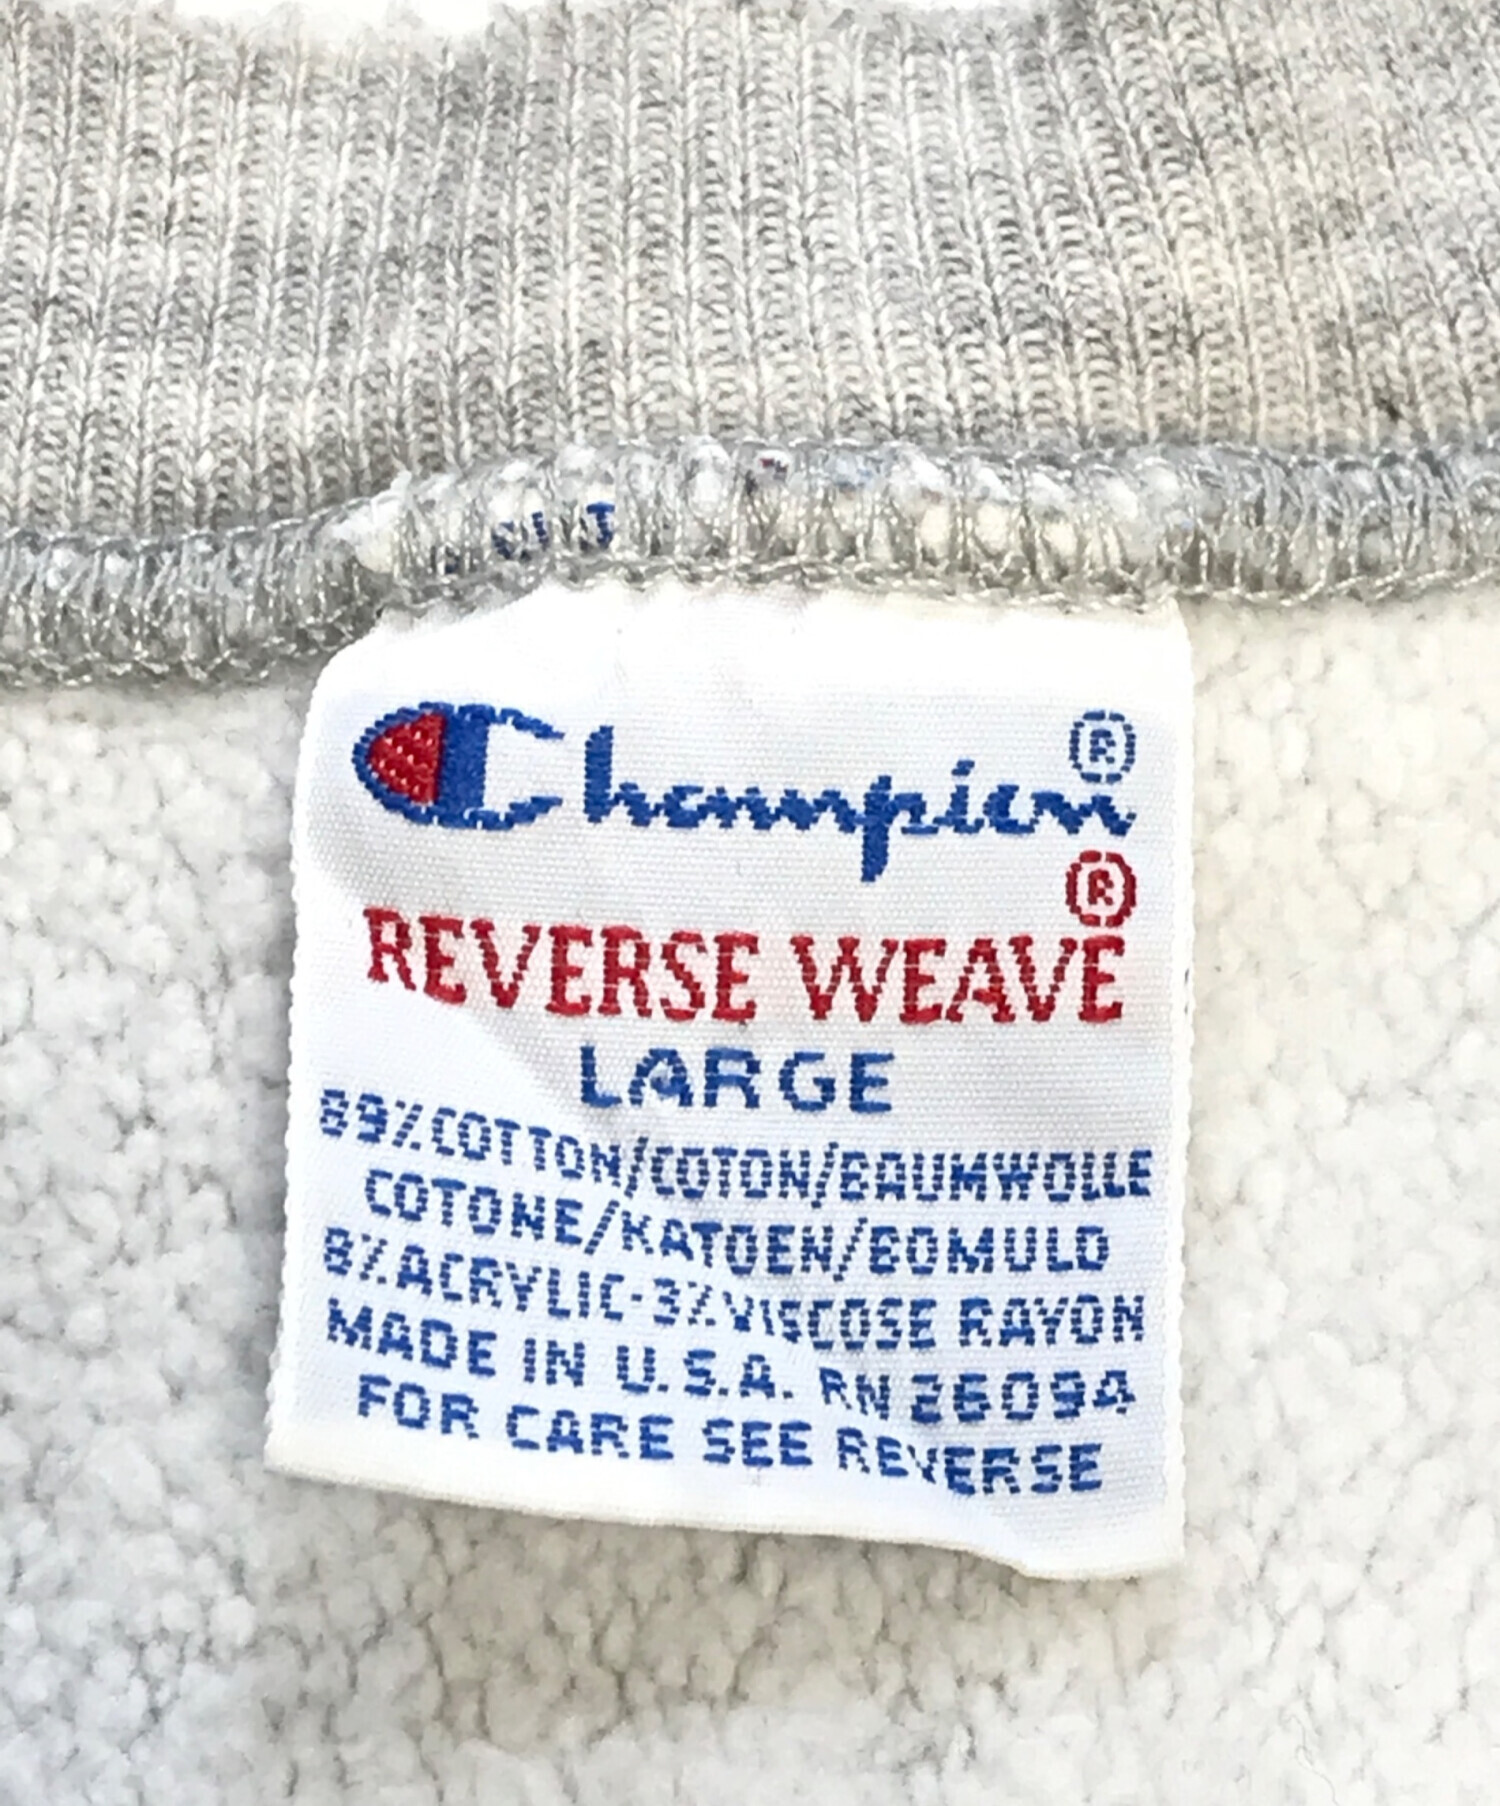 Champion®
REVERSE WEAVE®
LARGE
89%COTTON/COTON/BAUMWOLLE
COTONE/KATOEN/BOMULD
8%ACRYLIC-3%VISCOSE RAYON
MADE IN U.S.A. RN 26094
FOR CARE SEE REVERSE